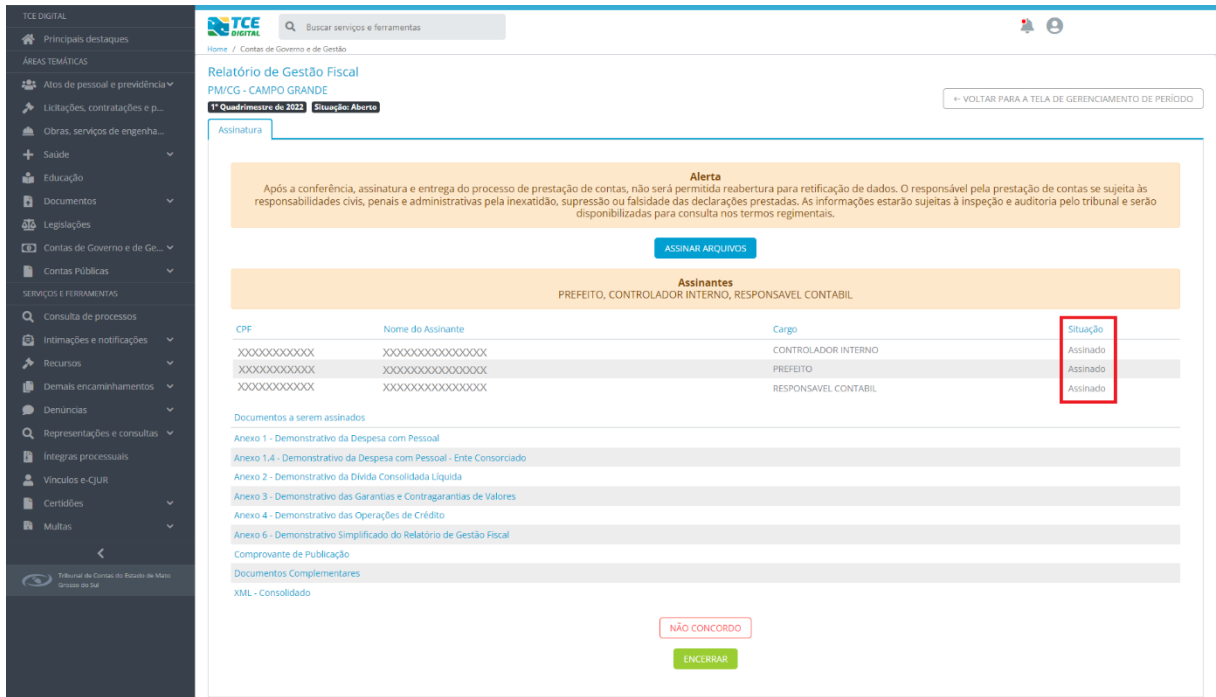 TCE DIGITAL
Principais destaques
ÁREAS TEMÁTICAS
Atos de pessoal e previdência
Licitações, contratações e p...
Obras, serviços de engenha...
Saúde
Educação
Documentos
Legislações
Contas de Governo e de Ge...
Contas Públicas
SERVIÇOS E FERRAMENTAS
Consulta de processos
Intimações e notificações
Recursos
Demais encaminhamentos
Denúncias
Representações e consultas
Íntegras processuais
Vínculos e-CJUR
Certidões
Multas
Tribunal de Contas do Estado de Mato
Grosso do Sul
TCE
DIGITAL
Buscar serviços e ferramentas
Home / Contas de Governo e de Gestão
Relatório de Gestão Fiscal
PM/CG - CAMPO GRANDE
1º Quadrimestre de 2022 Situação: Aberto
← VOLTAR PARA A TELA DE GERENCIAMENTO DE PERÍODO
Assinatura
Alerta
Após a conferência, assinatura e entrega do processo de prestação de contas, não será permitida reabertura para retificação de dados. O responsável pela prestação de contas se sujeita às
responsabilidades civis, penais e administrativas pela inexatidão, supressão ou falsidade das declarações prestadas. As informações estarão sujeitas à inspeção e auditoria pelo tribunal e serão
disponibilizadas para consulta nos termos regimentais.
ASSINAR ARQUIVOS
Assinantes
PREFEITO, CONTROLADOR INTERNO, RESPONSAVEL CONTABIL
CPF Nome do Assinante Cargo Situação
XXXXXXXXXXX XXXXXXXXXXXXXXX CONTROLADOR INTERNO Assinado
XXXXXXXXXXX XXXXXXXXXXXXXXX PREFEITO Assinado
XXXXXXXXXXX XXXXXXXXXXXXXXX RESPONSAVEL CONTABIL Assinado
Documentos a serem assinados
Anexo 1 - Demonstrativo da Despesa com Pessoal
Anexo 1.4 - Demonstrativo da Despesa com Pessoal - Ente Consorciado
Anexo 2 - Demonstrativo da Dívida Consolidada Líquida
Anexo 3 - Demonstrativo das Garantias e Contragarantias de Valores
Anexo 4 - Demonstrativo das Operações de Crédito
Anexo 6 - Demonstrativo Simplificado do Relatório de Gestão Fiscal
Comprovante de Publicação
Documentos Complementares
XML - Consolidado
NÃO CONCORDO
ENCERRAR